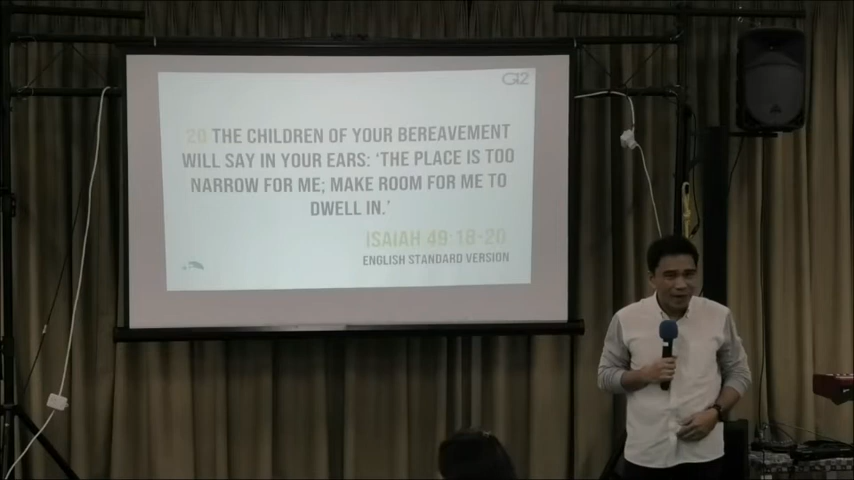 G12
20 THE CHILDREN OF YOUR BEREAVEMENT
WILL SAY IN YOUR EARS: ‘THE PLACE IS TOO
NARROW FOR ME; MAKE ROOM FOR ME TO
DWELL IN.’
ISAIAH 49:18-20
ENGLISH STANDARD VERSION